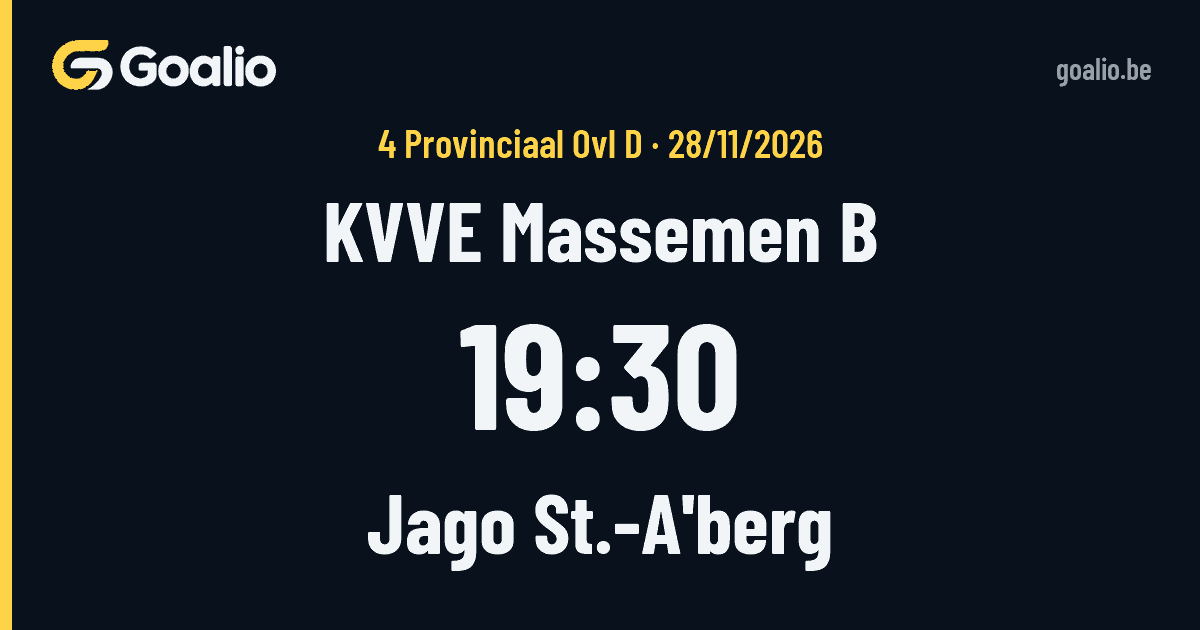 Goalio
goalio.be
4 Provinciaal Ovl D · 28/11/2026
KVVE Massemen B
19:30
Jago St.-A'berg